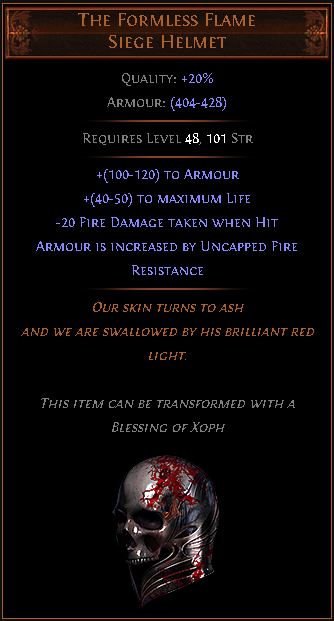 The Formless Flame
Siege Helmet
Quality: +20%
Armour: (404-428)
Requires Level 48, 101 Str
+(100-120) to Armour
+(40-50) to maximum Life
-20 Fire Damage taken when Hit
Armour is increased by Uncapped Fire
Resistance
Our skin turns to ash
and we are swallowed by his brilliant red
light.
This item can be transformed with a
Blessing of Xoph